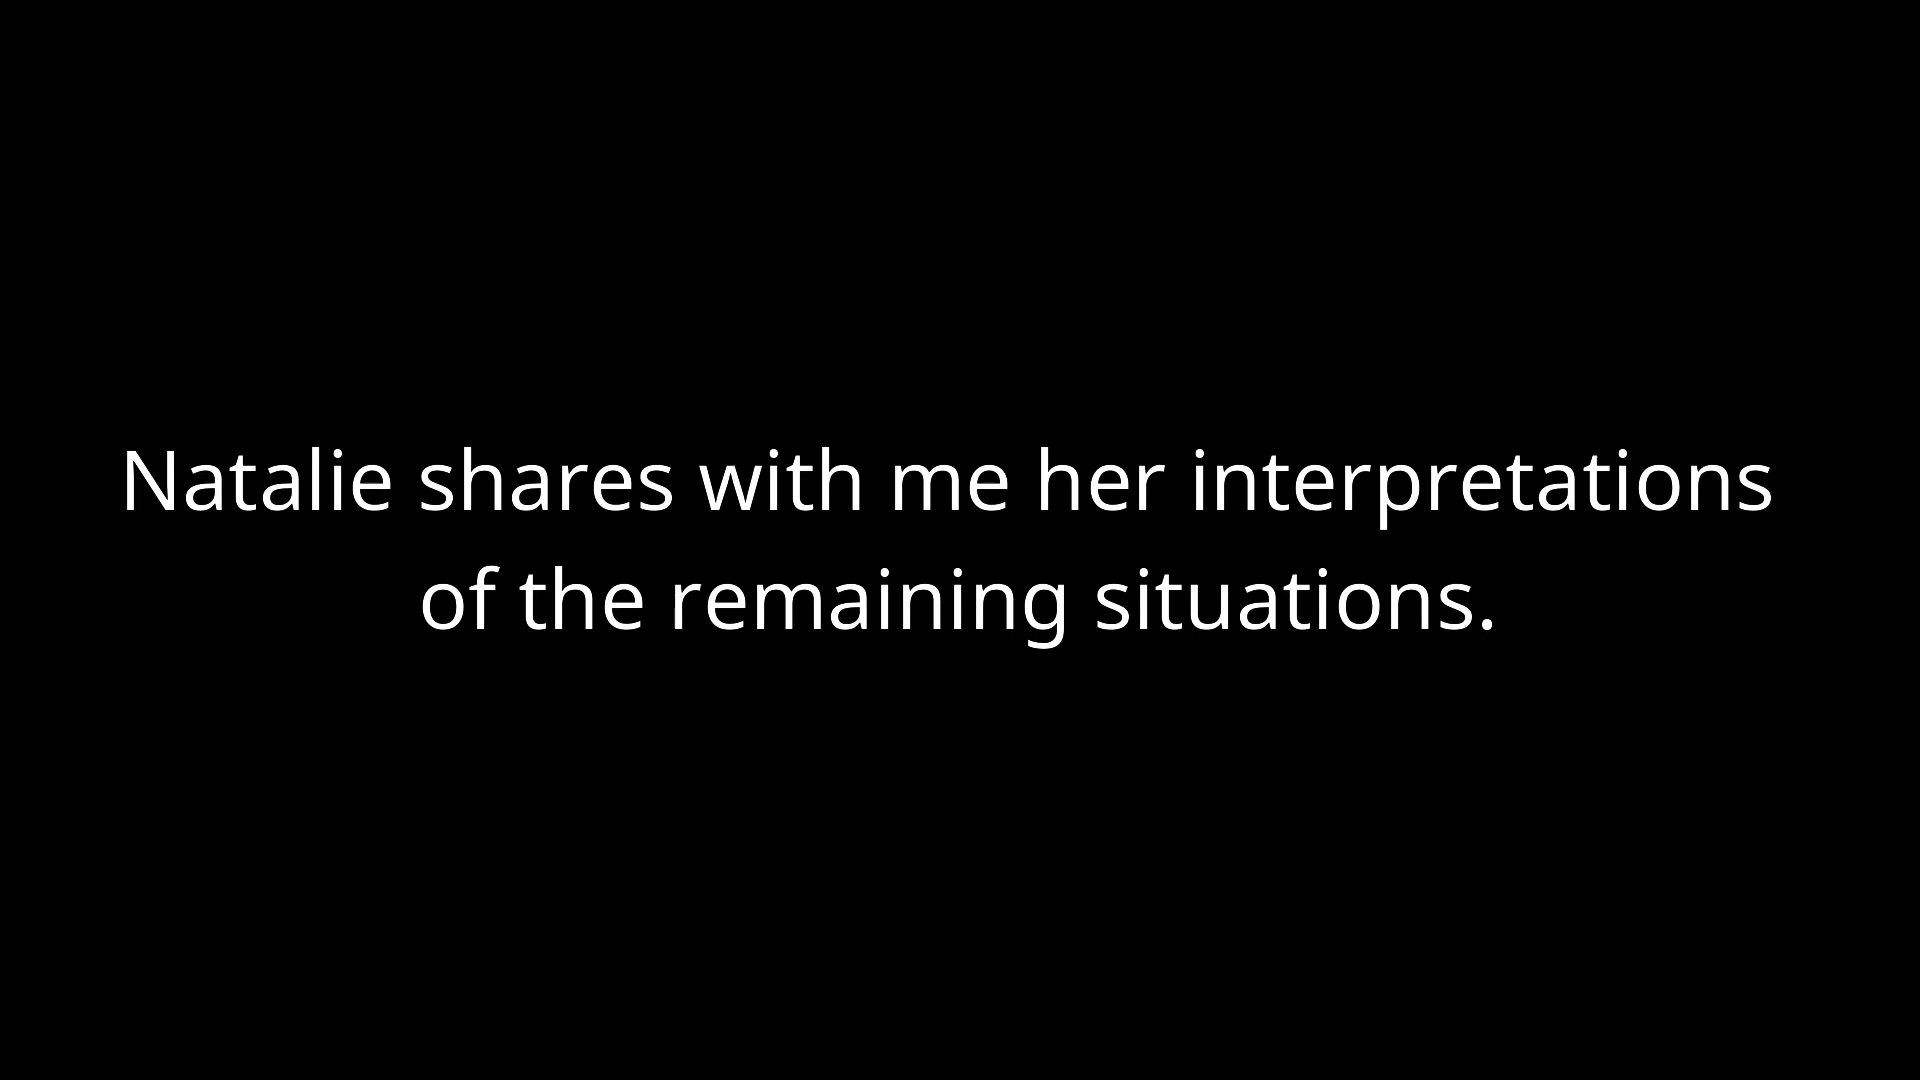 Natalie shares with me her interpretations
of the remaining situations.